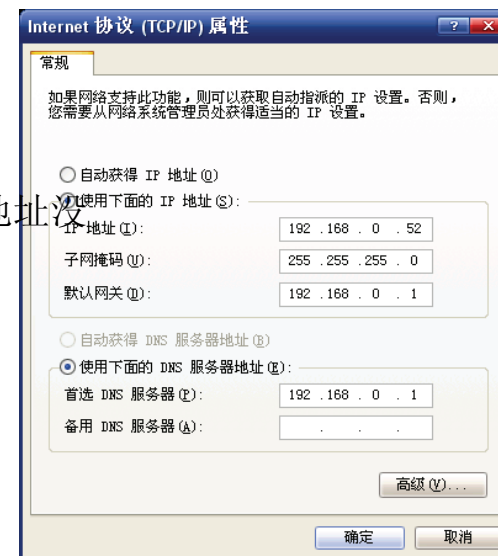 Internet 协议 (TCP/IP) 属性
常规
如果网络支持此功能，则可以获取自动指派的 IP 设置。否则，
您需要从网络系统管理员处获得适当的 IP 设置。
自动获得 IP 地址(O)
使用下面的 IP 地址(S):
地址没
IP 地址(I): 192 .168 . 0 . 52
子网掩码(U): 255 .255 .255 . 0
默认网关(D): 192 .168 . 0 . 1
自动获得 DNS 服务器地址(B)
使用下面的 DNS 服务器地址(E):
首选 DNS 服务器(P): 192 .168 . 0 . 1
备用 DNS 服务器(A): . . .
高级(V)...
确定 取消